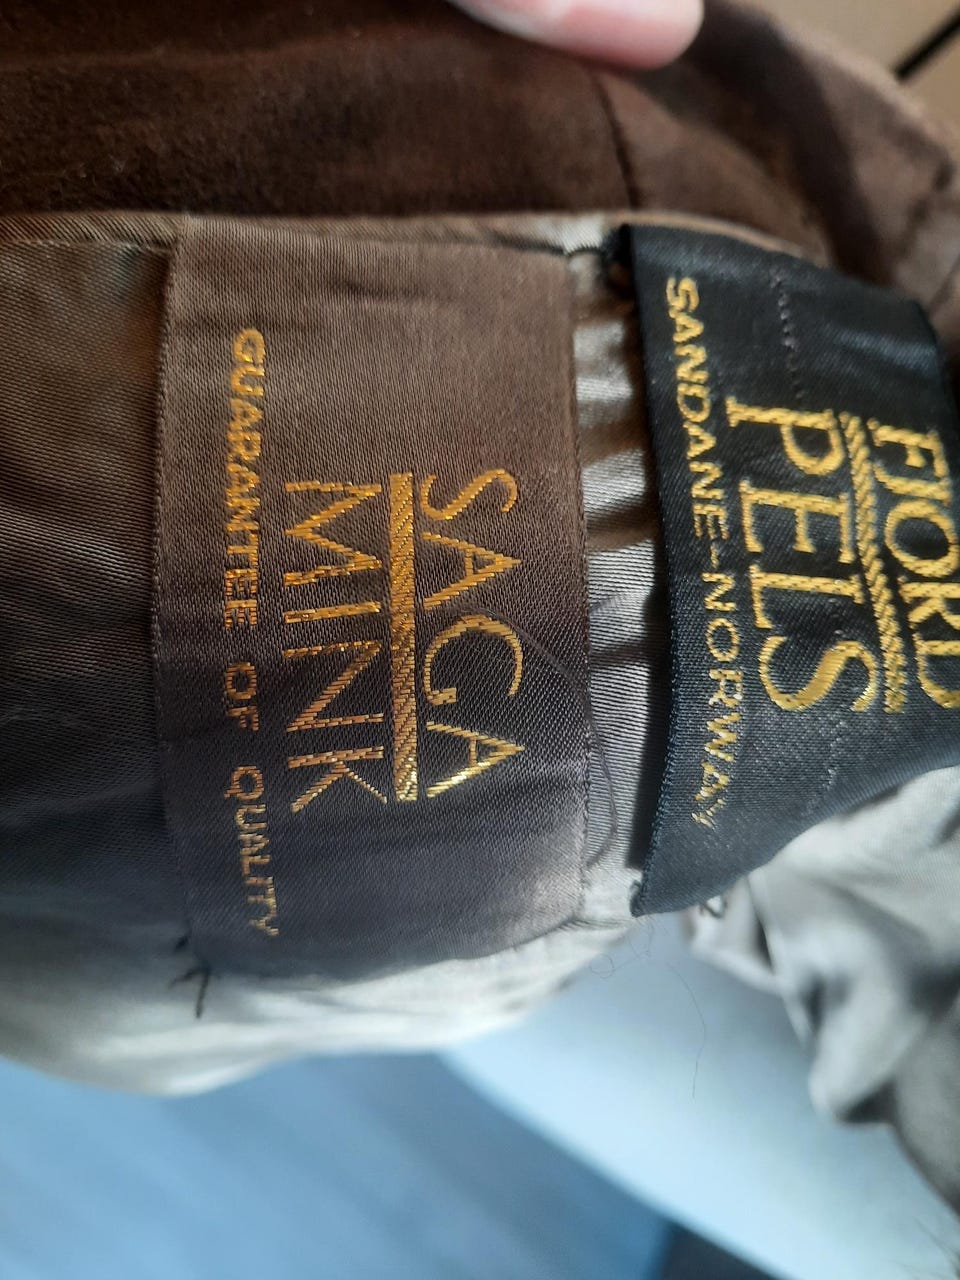 FJORD
PELS
SANDANE-NORWAY
SAGA
MINK
GUARANTEE OF QUALITY